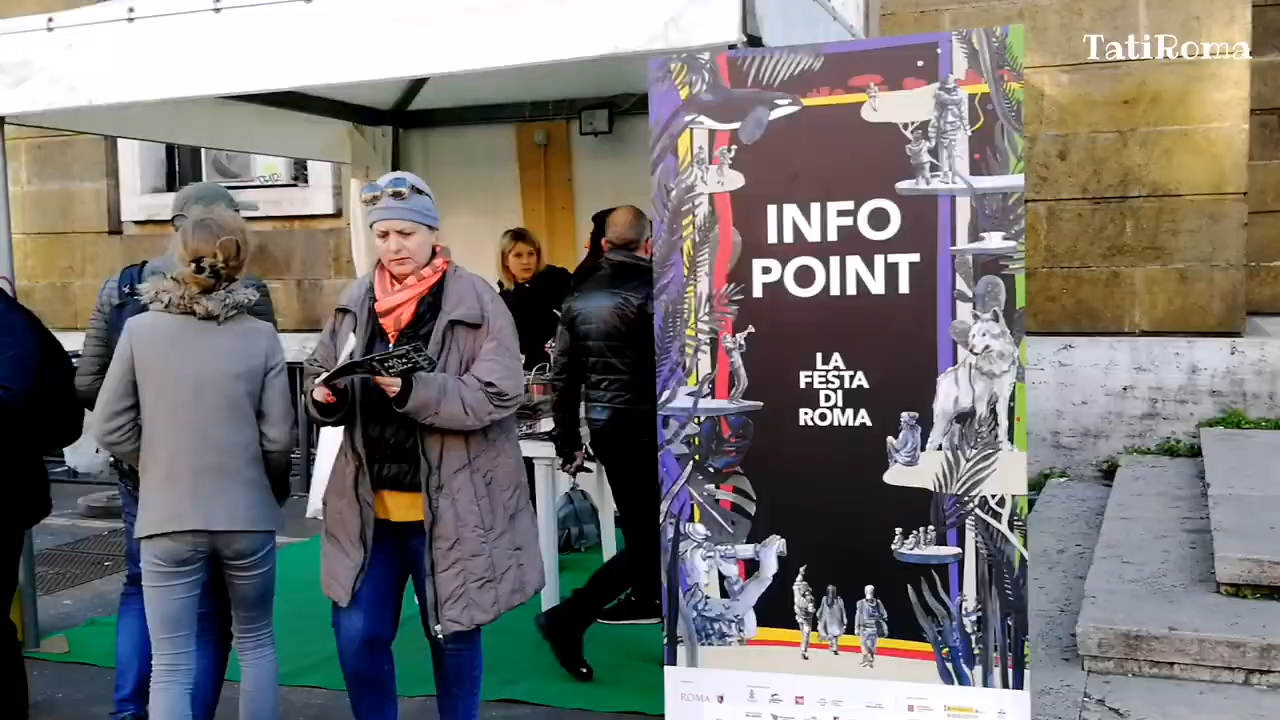 TatiRoma
INFO
POINT
LA
FESTA
DI
ROMA
ROMA